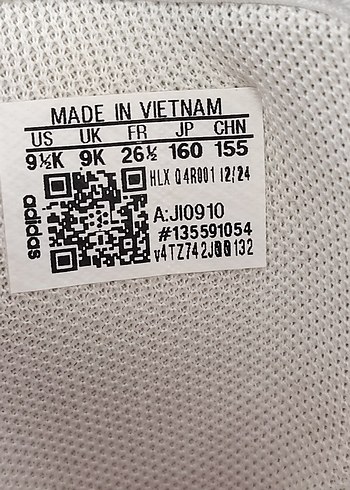 MADE IN VIETNAM
US UK FR JP CHN
9½K 9K 26½ 160 155
HLX 04R001 12/24
adidas
A:JI0910
#135591054
v4TZ742J00132